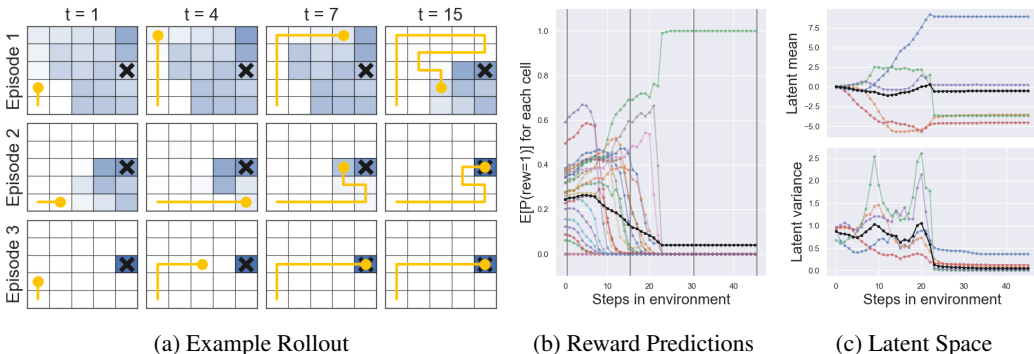 t = 1 t = 4 t = 7 t = 15
Episode 1
Episode 2
Episode 3
(a) Example Rollout
E[P(rew=1)] for each cell
1.0
0.8
0.6
0.4
0.2
0.0
0 10 20 30 40
Steps in environment
(b) Reward Predictions
Latent mean
7.5
5.0
2.5
0.0
−2.5
−5.0
Latent variance
2.5
2.0
1.5
1.0
0.5
0.0
0 10 20 30 40
Steps in environment
(c) Latent Space